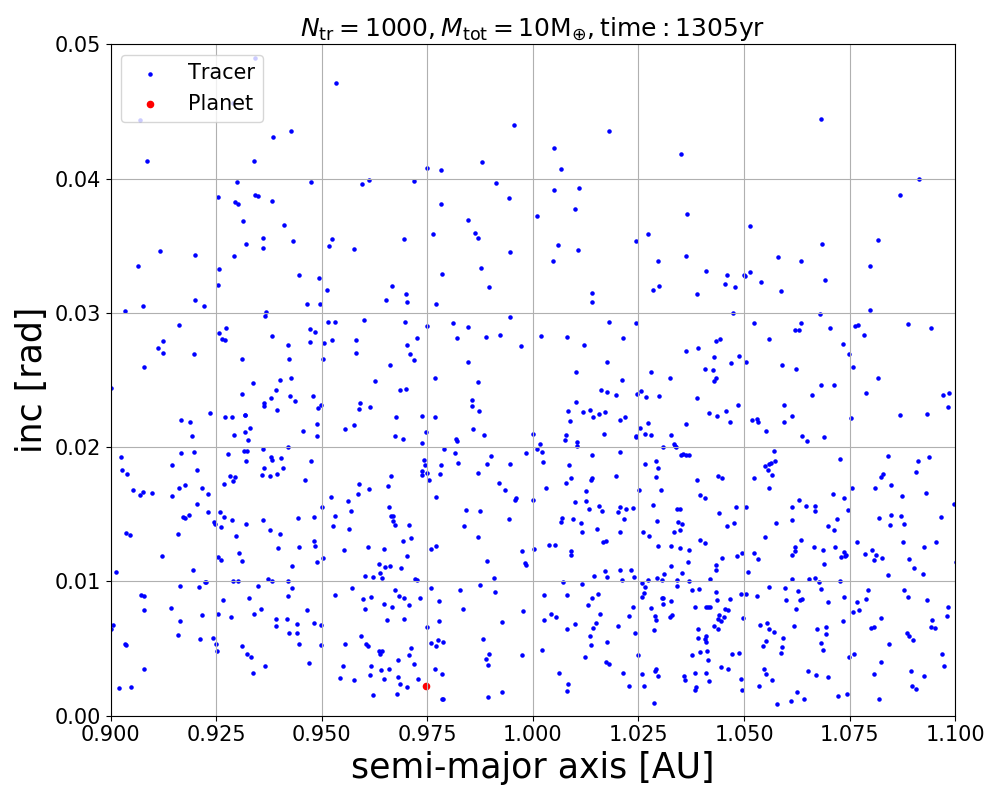 N_tr = 1000, M_tot = 10M_⊕, time : 1305yr
Tracer
Planet
inc [rad]
0.05
0.04
0.03
0.02
0.01
0.00
0.900 0.925 0.950 0.975 1.000 1.025 1.050 1.075 1.100
semi-major axis [AU]